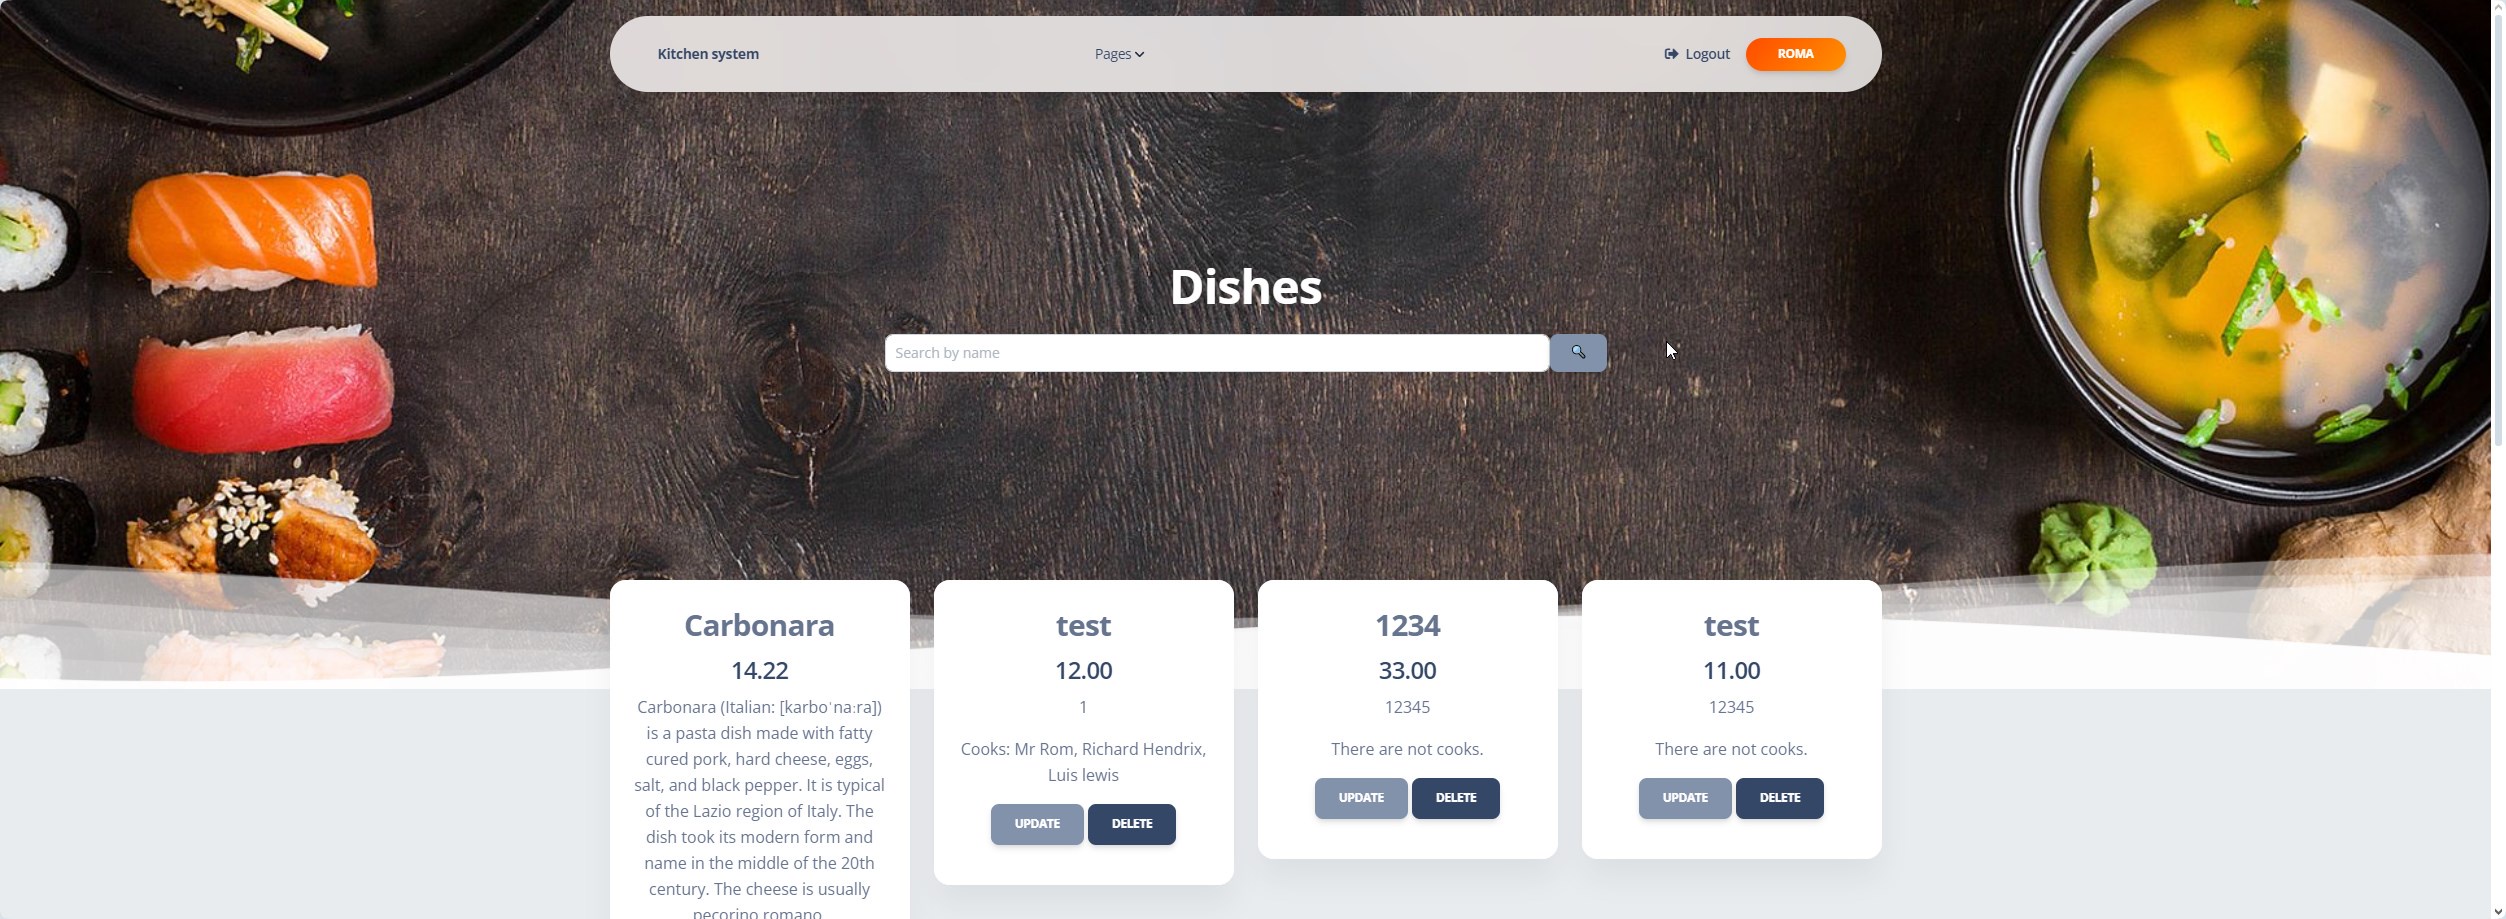 Kitchen system
Pages
Logout
ROMA
Dishes
Search by name
Carbonara
14.22
Carbonara (Italian: [karboˈnaːra])
is a pasta dish made with fatty
cured pork, hard cheese, eggs,
salt, and black pepper. It is typical
of the Lazio region of Italy. The
dish took its modern form and
name in the middle of the 20th
century. The cheese is usually
pecorino romano
test
12.00
1
Cooks: Mr Rom, Richard Hendrix,
Luis lewis
UPDATE
DELETE
1234
33.00
12345
There are not cooks.
UPDATE
DELETE
test
11.00
12345
There are not cooks.
UPDATE
DELETE